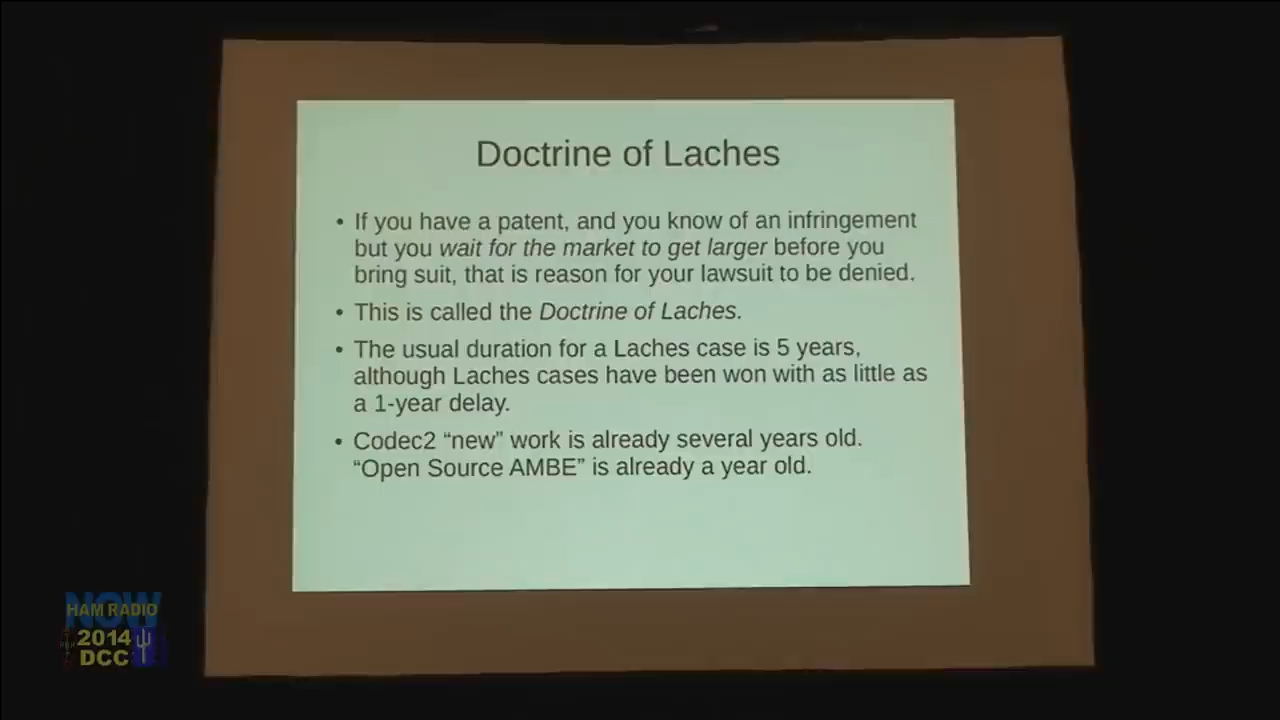 Doctrine of Laches
• If you have a patent, and you know of an infringement
but you wait for the market to get larger before you
bring suit, that is reason for your lawsuit to be denied.
• This is called the Doctrine of Laches.
• The usual duration for a Laches case is 5 years,
although Laches cases have been won with as little as
a 1-year delay.
• Codec2 “new” work is already several years old.
“Open Source AMBE” is already a year old.
NOW
HAM RADIO
2014
DCC